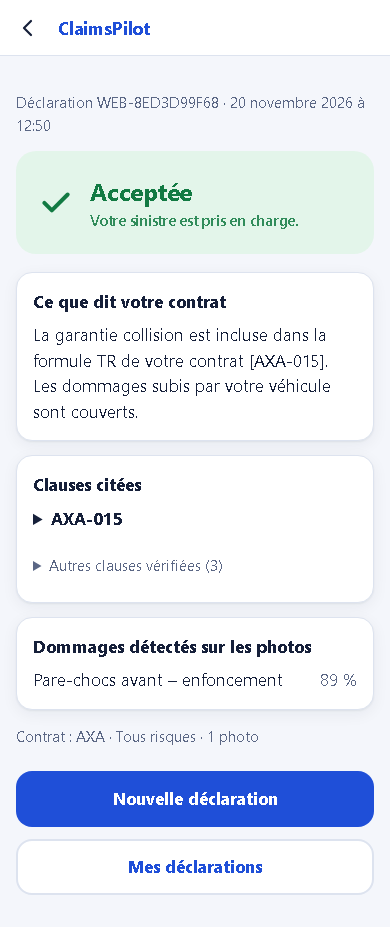 ClaimsPilot
Déclaration WEB-8ED3D99F68 · 20 novembre 2026 à
12:50
Acceptée
Votre sinistre est pris en charge.
Ce que dit votre contrat
La garantie collision est incluse dans la
formule TR de votre contrat [AXA-015].
Les dommages subis par votre véhicule
sont couverts.
Clauses citées
AXA-015
Autres clauses vérifiées (3)
Dommages détectés sur les photos
Pare-chocs avant – enfoncement 89 %
Contrat : AXA · Tous risques · 1 photo
Nouvelle déclaration
Mes déclarations